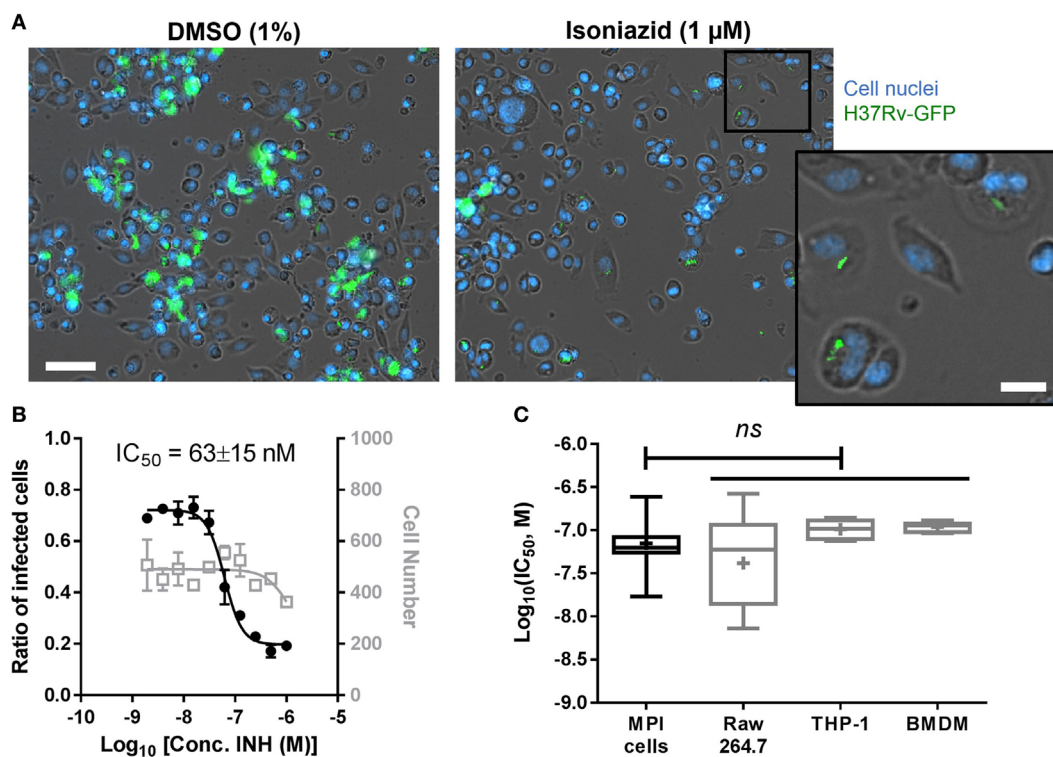 A
DMSO (1%)
Isoniazid (1 µM)
Cell nuclei
H37Rv-GFP
B
IC50 = 63±15 nM
Ratio of infected cells
1.0
0.8
0.6
0.4
0.2
0.0
1000
800
600
400
200
0
Cell Number
-10 -9 -8 -7 -6 -5
Log10 [Conc. INH (M)]
C
ns
Log10(IC50, M)
-6.0
-6.5
-7.0
-7.5
-8.0
-8.5
-9.0
MPI cells
Raw 264.7
THP-1
BMDM